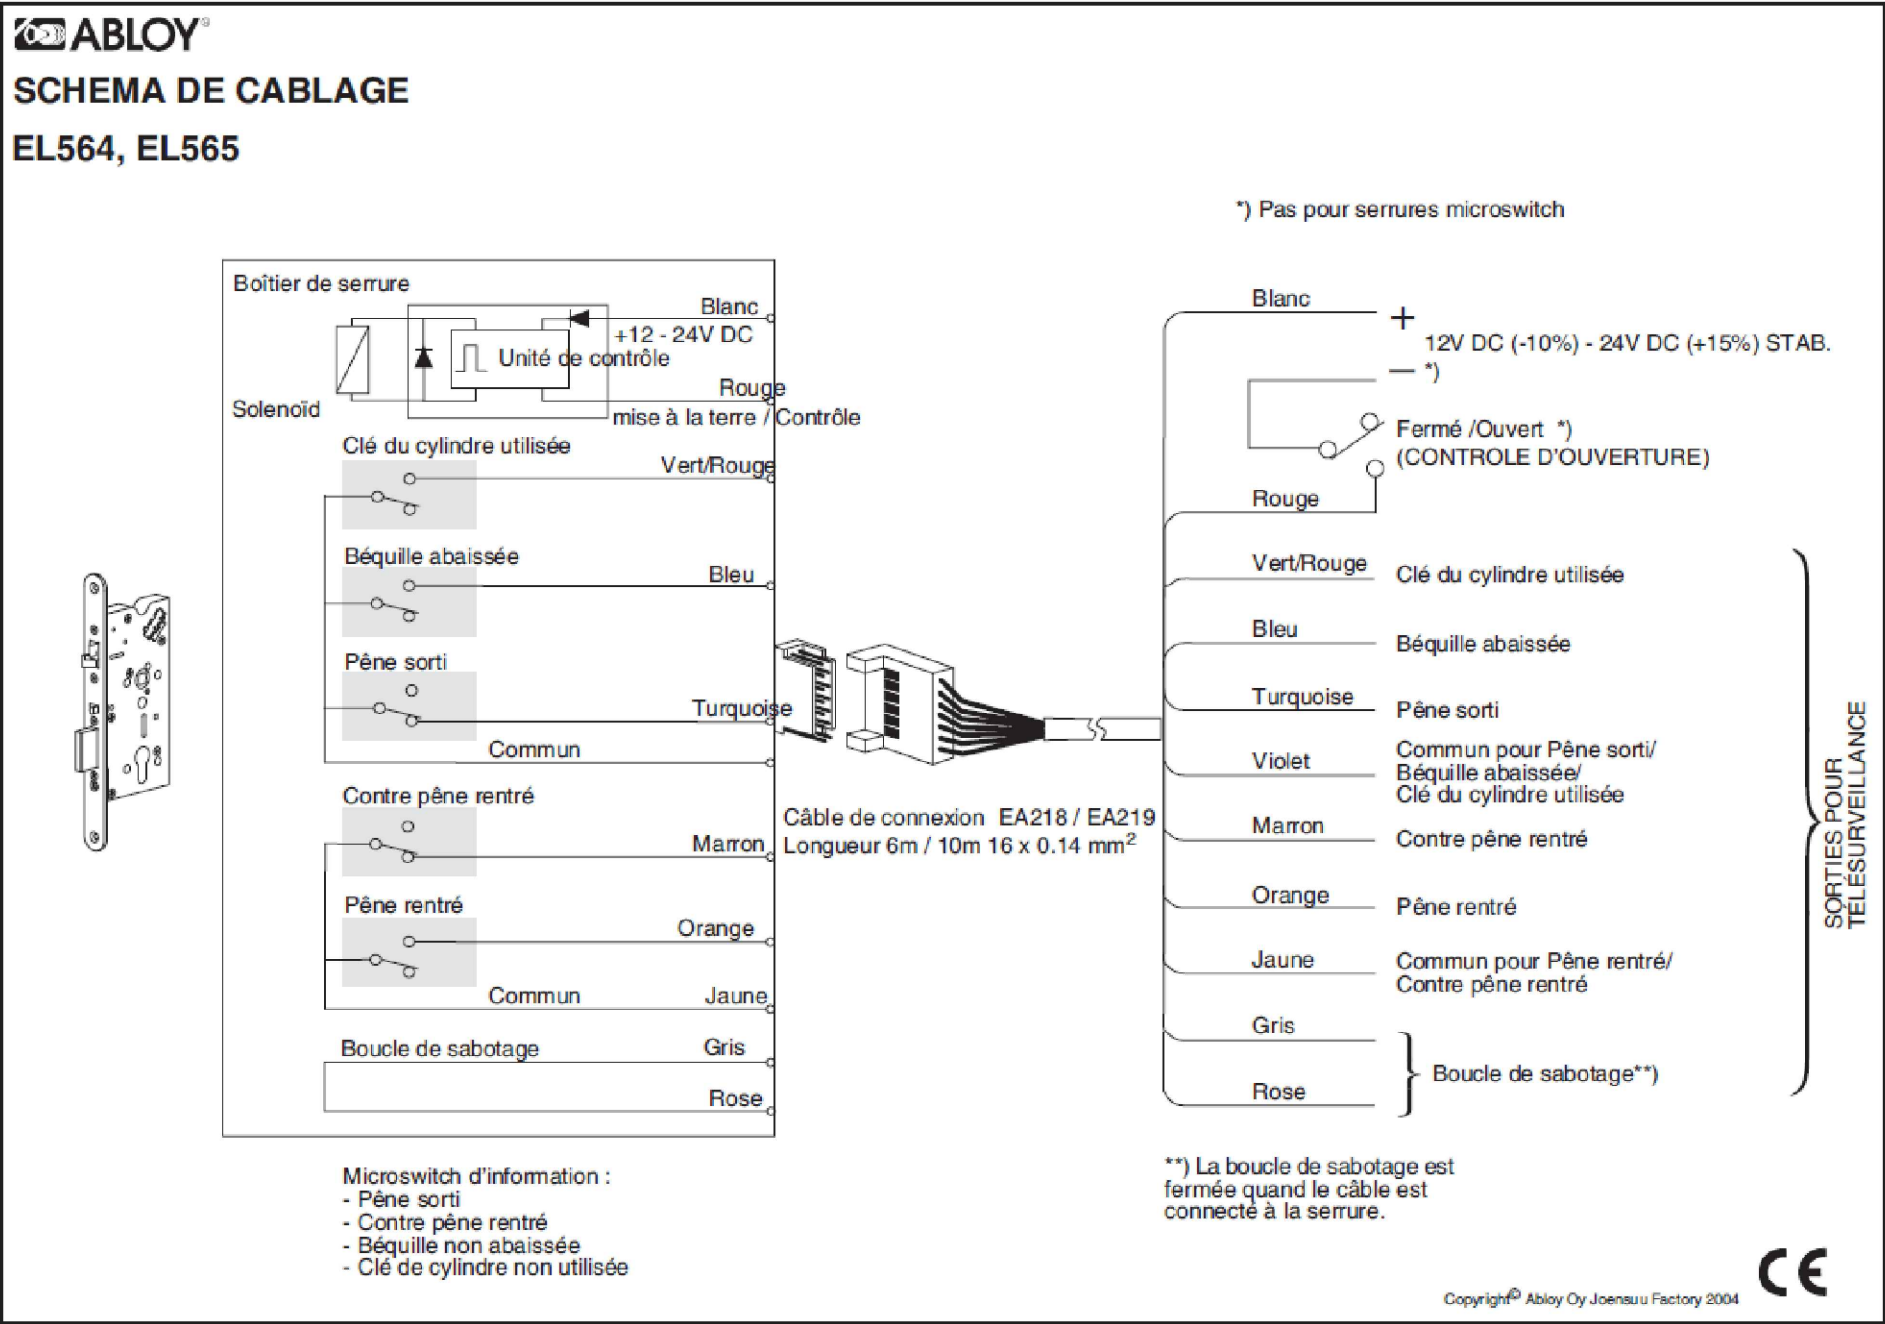 ABLOY®
SCHEMA DE CABLAGE
EL564, EL565
*) Pas pour serrures microswitch
Boîtier de serrure
Blanc
+12 - 24V DC
Unité de contrôle
Rouge
mise à la terre / Contrôle
Solenoïd
Clé du cylindre utilisée
Vert/Rouge
Béquille abaissée
Bleu
Pêne sorti
Turquoise
Commun
Contre pêne rentré
Marron
Pêne rentré
Orange
Commun
Jaune
Boucle de sabotage
Gris
Rose
Câble de connexion EA218 / EA219
Longueur 6m / 10m 16 x 0.14 mm²
Blanc
+
12V DC (-10%) - 24V DC (+15%) STAB.
— *)
Fermé /Ouvert *)
(CONTROLE D'OUVERTURE)
Rouge
Vert/Rouge
Clé du cylindre utilisée
Bleu
Béquille abaissée
Turquoise
Pêne sorti
Violet
Commun pour Pêne sorti/
Béquille abaissée/
Clé du cylindre utilisée
Marron
Contre pêne rentré
Orange
Pêne rentré
Jaune
Commun pour Pêne rentré/
Contre pêne rentré
Gris
Boucle de sabotage**)
Rose
SORTIES POUR
TÉLÉSURVEILLANCE
Microswitch d'information :
- Pêne sorti
- Contre pêne rentré
- Béquille non abaissée
- Clé de cylindre non utilisée
**) La boucle de sabotage est
fermée quand le câble est
connecté à la serrure.
CE
Copyright© Abloy Oy Joensuu Factory 2004